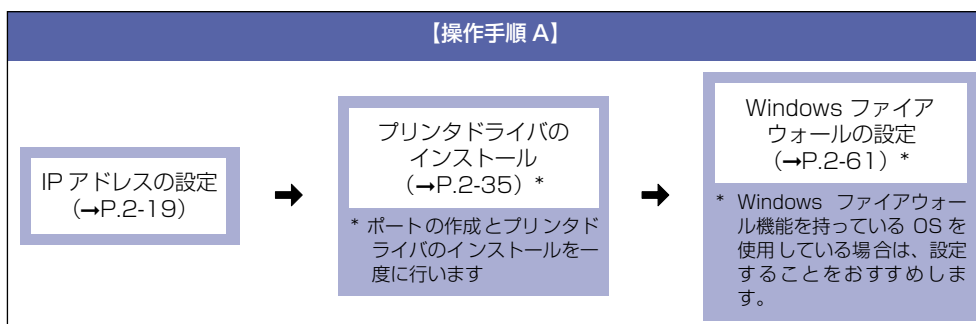 【操作手順 A】
IP アドレスの設定
(→P.2-19)
プリンタドライバの
インストール
(→P.2-35) *
* ポートの作成とプリンタド
ライバのインストールを一
度に行います
Windows ファイア
ウォールの設定
(→P.2-61) *
* Windows ファイアウォー
ル機能を持っている OS を
使用している場合は、設定
することをおすすめしま
す。